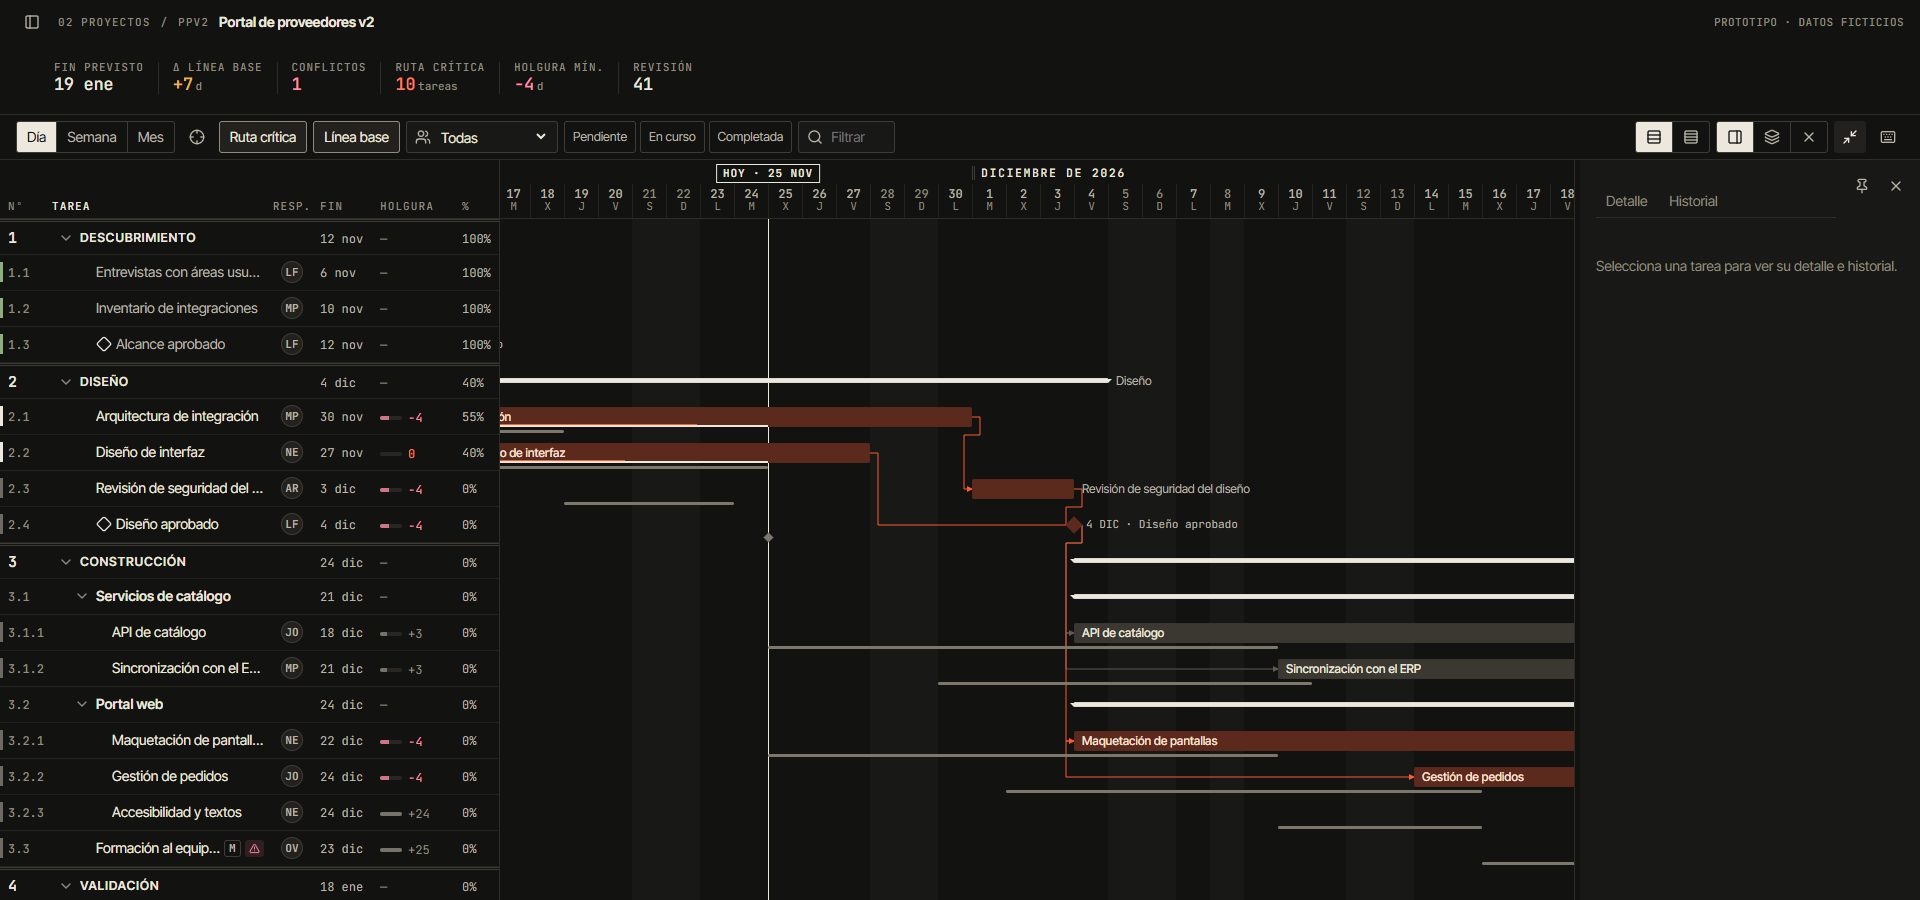 02 PROYECTOS / PPV2 Portal de proveedores v2
PROTOTIPO · DATOS FICTICIOS
FIN PREVISTO
19 ene
Δ LÍNEA BASE
+7 d
CONFLICTOS
1
RUTA CRÍTICA
10 tareas
HOLGURA MÍN.
-4 d
REVISIÓN
41
Día Semana Mes Ruta crítica Línea base Todas Pendiente En curso Completada Filtrar
HOY · 25 NOV
DICIEMBRE DE 2026
17 18 19 20 21 22 23 24 25 26 27 28 29 30 1 2 3 4 5 6 7 8 9 10 11 12 13 14 15 16 17 18
M X J V S D L M X J V S D L M X J V S D L M X J V S D L M X J V
N° TAREA RESP. FIN HOLGURA %
1 DESCUBRIMIENTO 12 nov — 100%
1.1 Entrevistas con áreas usu... LF 6 nov — 100%
1.2 Inventario de integraciones MP 10 nov — 100%
1.3 Alcance aprobado LF 12 nov — 100%
2 DISEÑO 4 dic — 40%
Diseño
2.1 Arquitectura de integración MP 30 nov -4 55%
ón
2.2 Diseño de interfaz NE 27 nov 0 40%
o de interfaz
2.3 Revisión de seguridad del ... AR 3 dic -4 0%
Revisión de seguridad del diseño
2.4 Diseño aprobado LF 4 dic -4 0%
4 DIC · Diseño aprobado
3 CONSTRUCCIÓN 24 dic — 0%
3.1 Servicios de catálogo 21 dic — 0%
3.1.1 API de catálogo JO 18 dic +3 0%
API de catálogo
3.1.2 Sincronización con el E... MP 21 dic +3 0%
Sincronización con el ERP
3.2 Portal web 24 dic — 0%
3.2.1 Maquetación de pantall... NE 22 dic -4 0%
Maquetación de pantallas
3.2.2 Gestión de pedidos JO 24 dic -4 0%
Gestión de pedidos
3.2.3 Accesibilidad y textos NE 24 dic +24 0%
3.3 Formación al equip... M OV 23 dic +25 0%
4 VALIDACIÓN 18 ene — 0%
Detalle Historial
Selecciona una tarea para ver su detalle e historial.